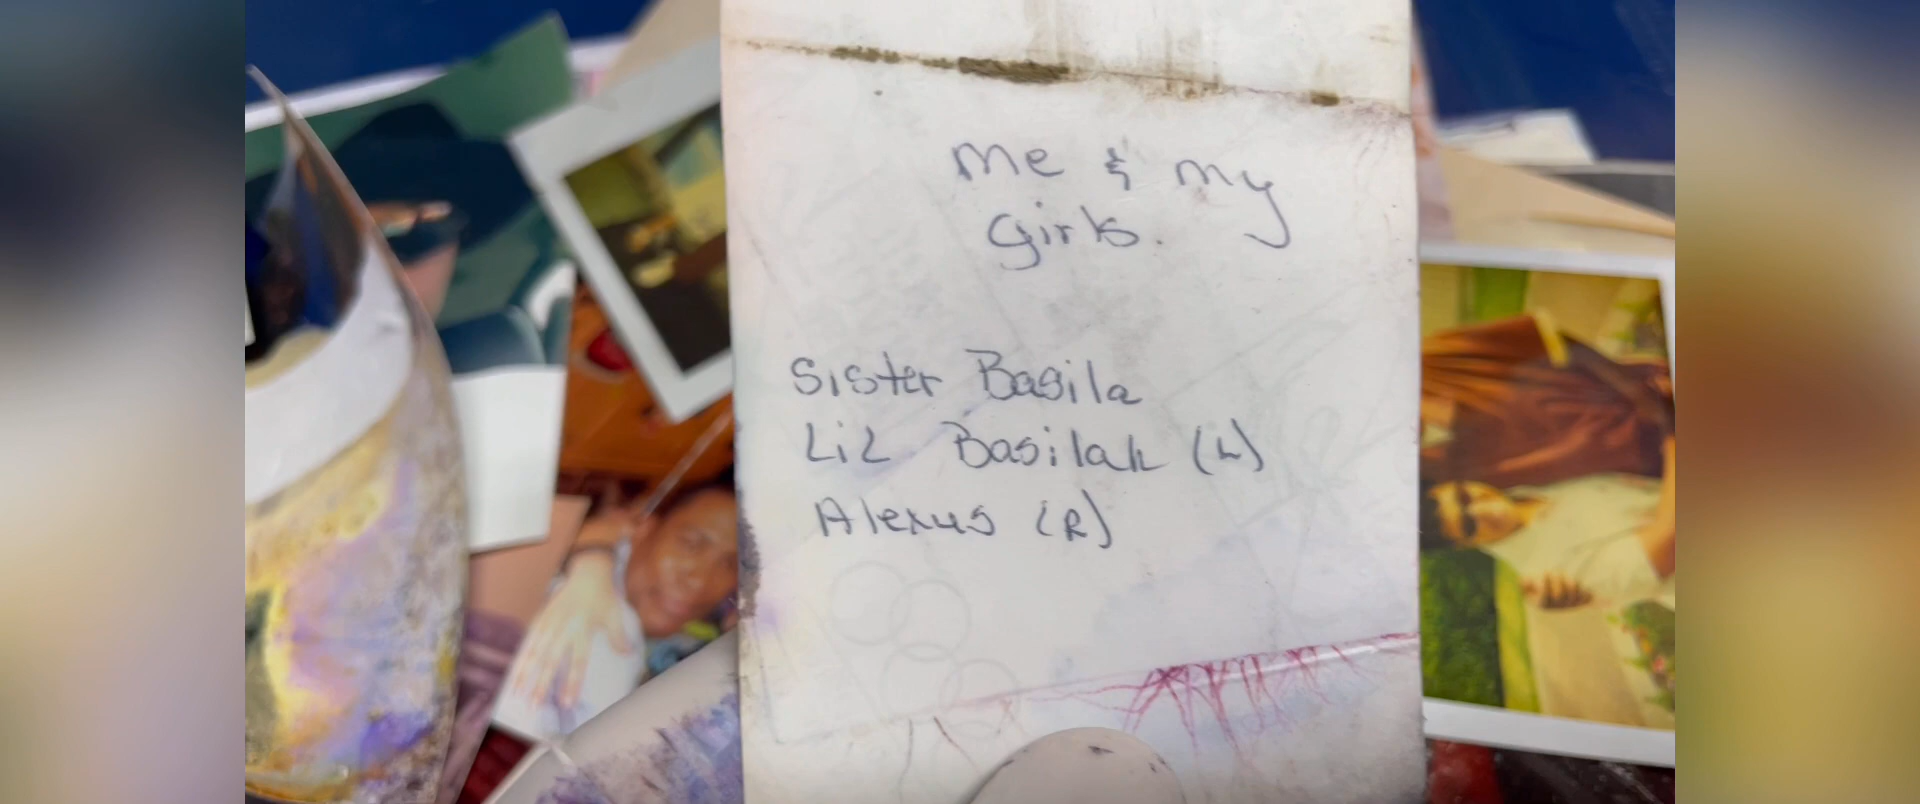 me & my
girls.
Sister Basila
LiL Basilah (L)
Alexus (R)